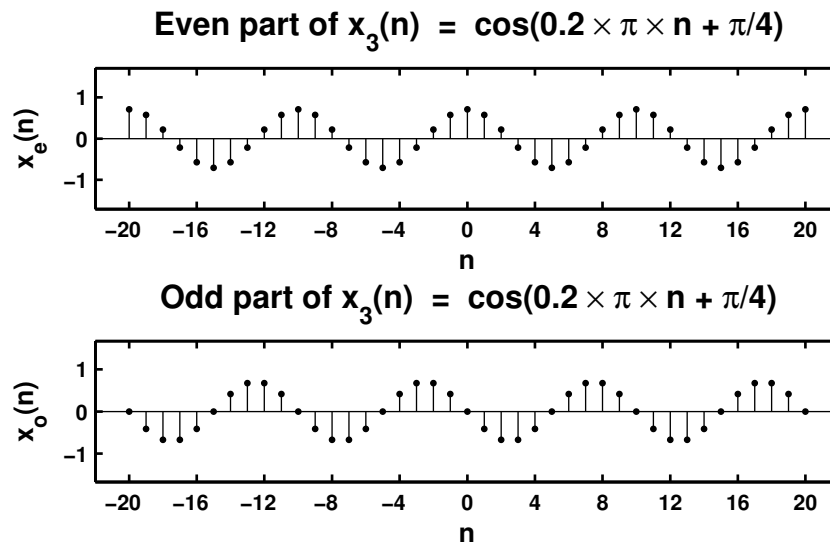 Even part of x₃(n) = cos(0.2 × π × n + π/4)
1
0
−1
xₑ(n)
−20 −16 −12 −8 −4 0 4 8 12 16 20
n
Odd part of x₃(n) = cos(0.2 × π × n + π/4)
1
0
−1
xₒ(n)
−20 −16 −12 −8 −4 0 4 8 12 16 20
n